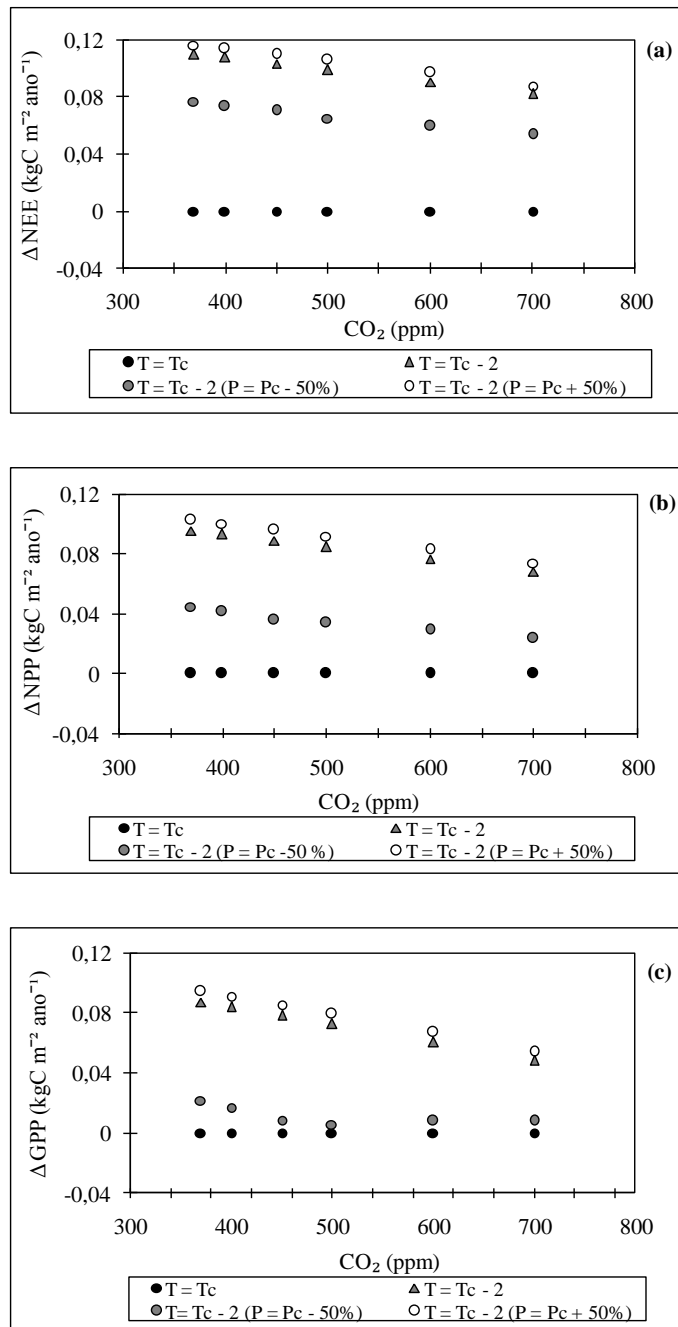 0,12
(a)
0,08
0,04
0
-0,04
ΔNEE (kgC m⁻² ano⁻¹)
300 400 500 600 700 800
CO₂ (ppm)
T = Tc T = Tc - 2
T = Tc - 2 (P = Pc - 50%) T = Tc - 2 (P = Pc + 50%)
0,12
(b)
0,08
0,04
0
-0,04
ΔNPP (kgC m⁻² ano⁻¹)
300 400 500 600 700 800
CO₂ (ppm)
T = Tc T = Tc - 2
T = Tc - 2 (P = Pc -50 %) T = Tc - 2 (P = Pc + 50%)
0,12
(c)
0,08
0,04
0
-0,04
ΔGPP (kgC m⁻² ano⁻¹)
300 400 500 600 700 800
CO₂ (ppm)
T = Tc T = Tc - 2
T= Tc - 2 (P = Pc - 50%) T = Tc - 2 (P = Pc + 50%)